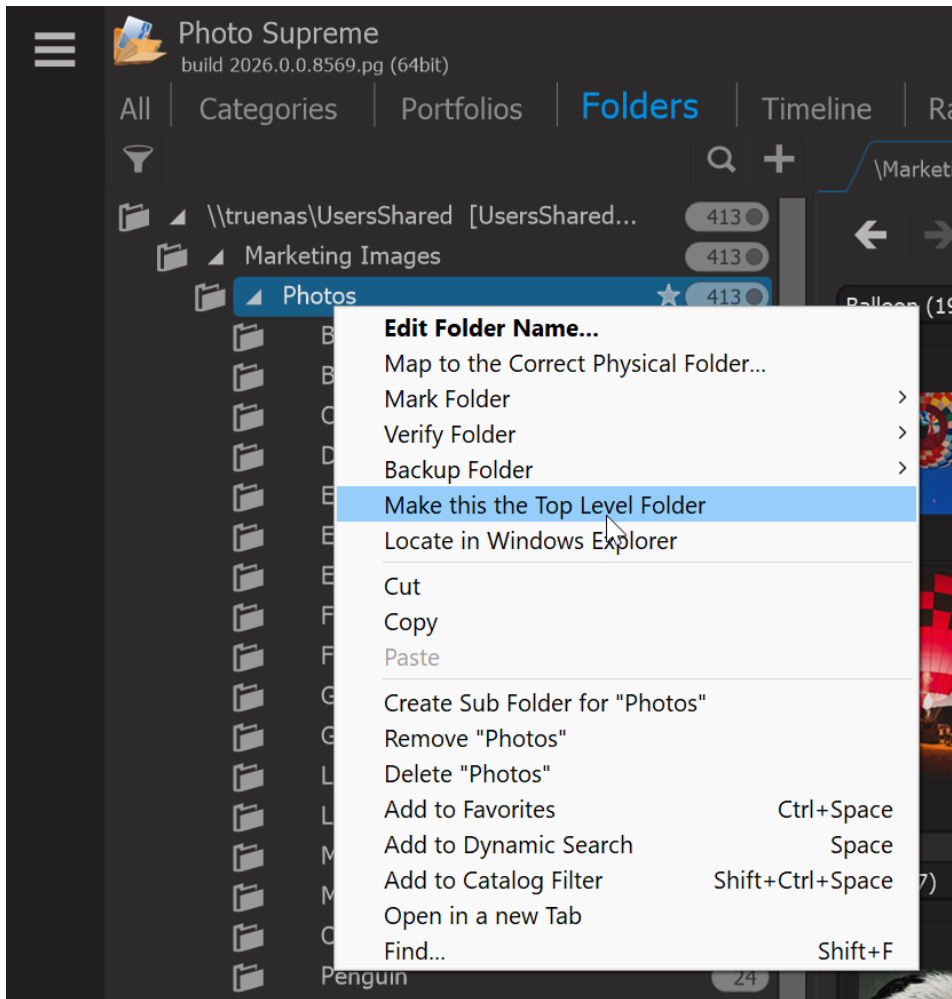 Photo Supreme
build 2026.0.0.8569.pg (64bit)
All Categories Portfolios Folders Timeline
\\truenas\UsersShared [UsersShared... 413
Marketing Images 413
Photos 413
Edit Folder Name...
Map to the Correct Physical Folder...
Mark Folder
Verify Folder
Backup Folder
Make this the Top Level Folder
Locate in Windows Explorer
Cut
Copy
Paste
Create Sub Folder for "Photos"
Remove "Photos"
Delete "Photos"
Add to Favorites Ctrl+Space
Add to Dynamic Search Space
Add to Catalog Filter Shift+Ctrl+Space
Open in a new Tab
Find... Shift+F
Penguin 24